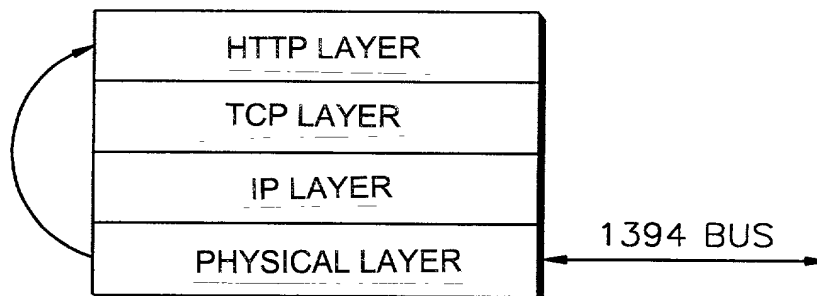 HTTP LAYER
TCP LAYER
IP LAYER
PHYSICAL LAYER
1394 BUS